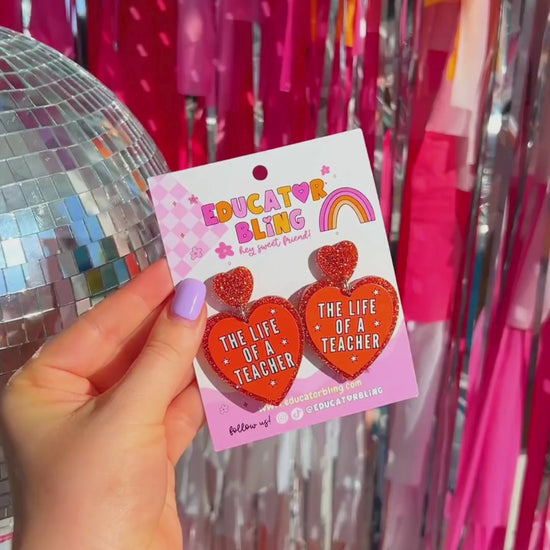 EDUCATOR
BLING
hey sweet friend!
THE LIFE
OF A
TEACHER
THE LIFE
OF A
TEACHER
www.educatorbling.com
follow us! @EDUCATORBLING